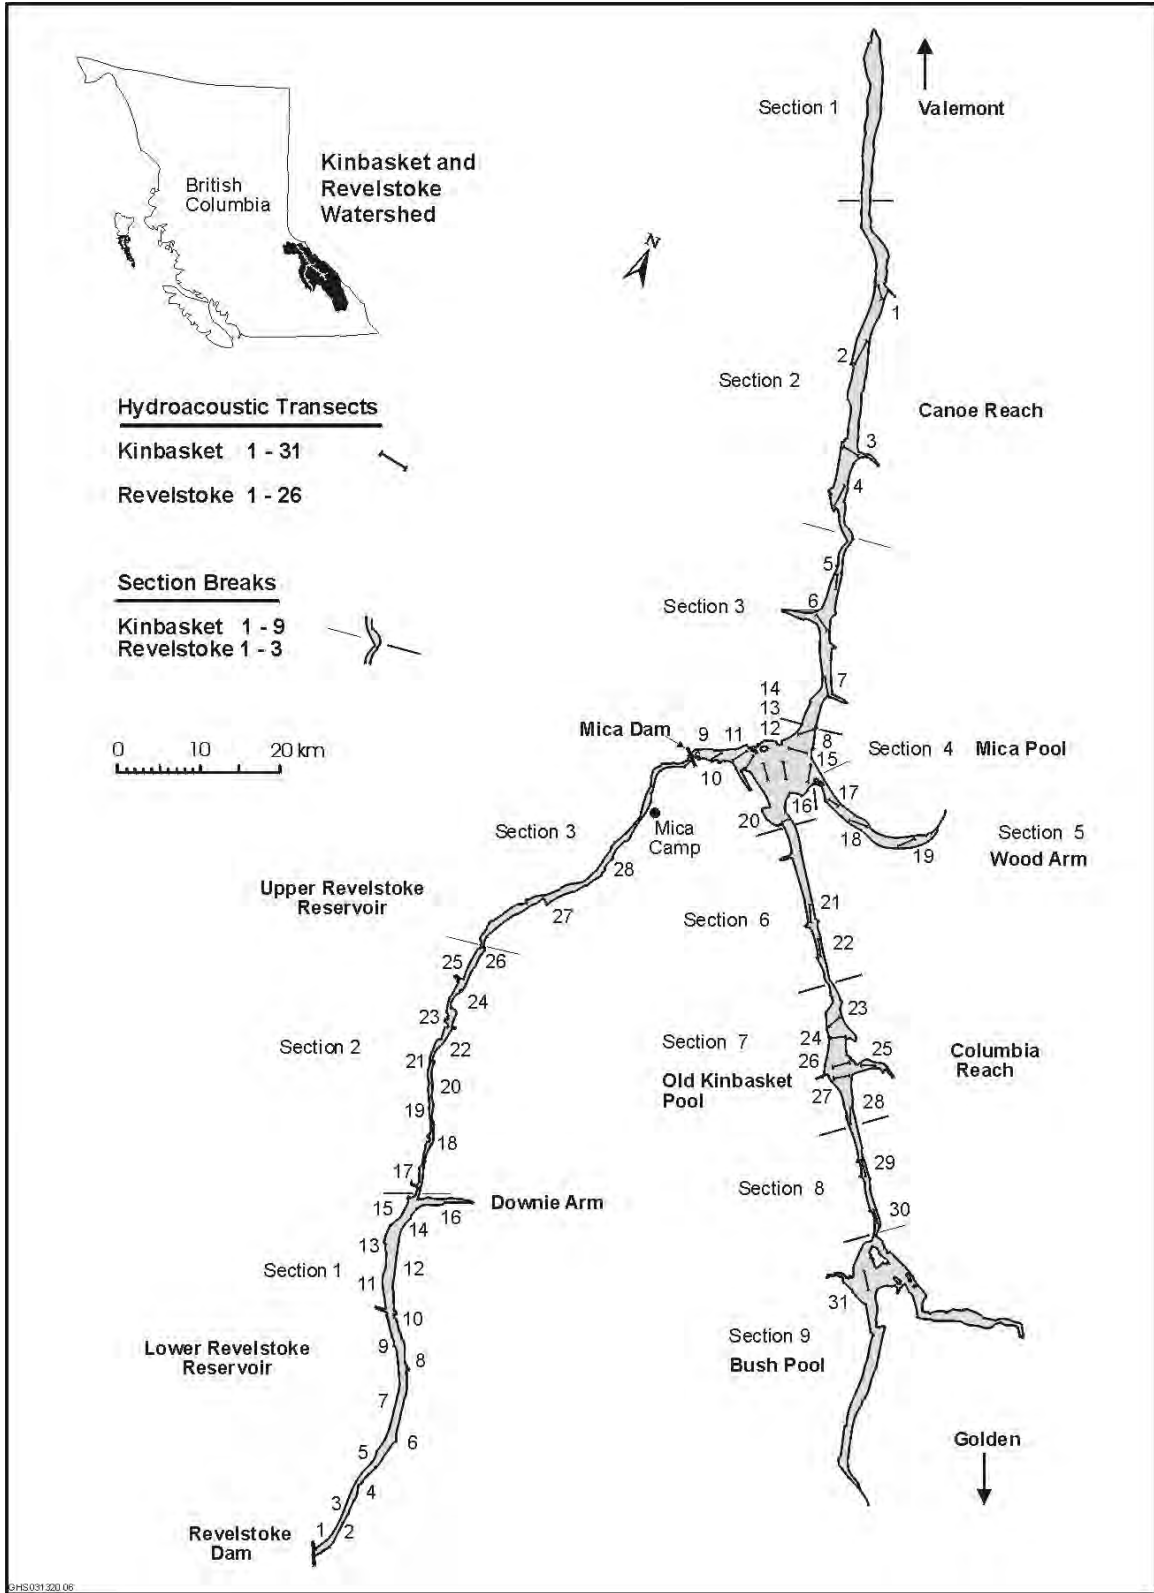 Section 1
Valemont
British
Columbia
Kinbasket and
Revelstoke
Watershed
N
1
2
Section 2
Canoe Reach
Hydroacoustic Transects
Kinbasket 1 - 31
Revelstoke 1 - 26
3
4
5
Section Breaks
Kinbasket 1 - 9
Revelstoke 1 - 3
Section 3
6
7
14
13
12
Mica Dam
9
11
8
Section 4
Mica Pool
0 10 20 km
10
15
17
16
20
18
19
Section 5
Wood Arm
Section 3
Mica
Camp
28
Upper Revelstoke
Reservoir
27
21
Section 6
22
25
26
24
23
22
Section 2
21
20
19
18
17
23
24
25
Section 7
26
Columbia
Reach
Old Kinbasket
Pool
27
28
29
Section 8
30
15
16
Downie Arm
14
13
12
Section 1
11
10
9
8
Lower Revelstoke
Reservoir
7
6
5
4
3
2
1
31
Section 9
Bush Pool
Golden
Revelstoke
Dam
GHS031320.06